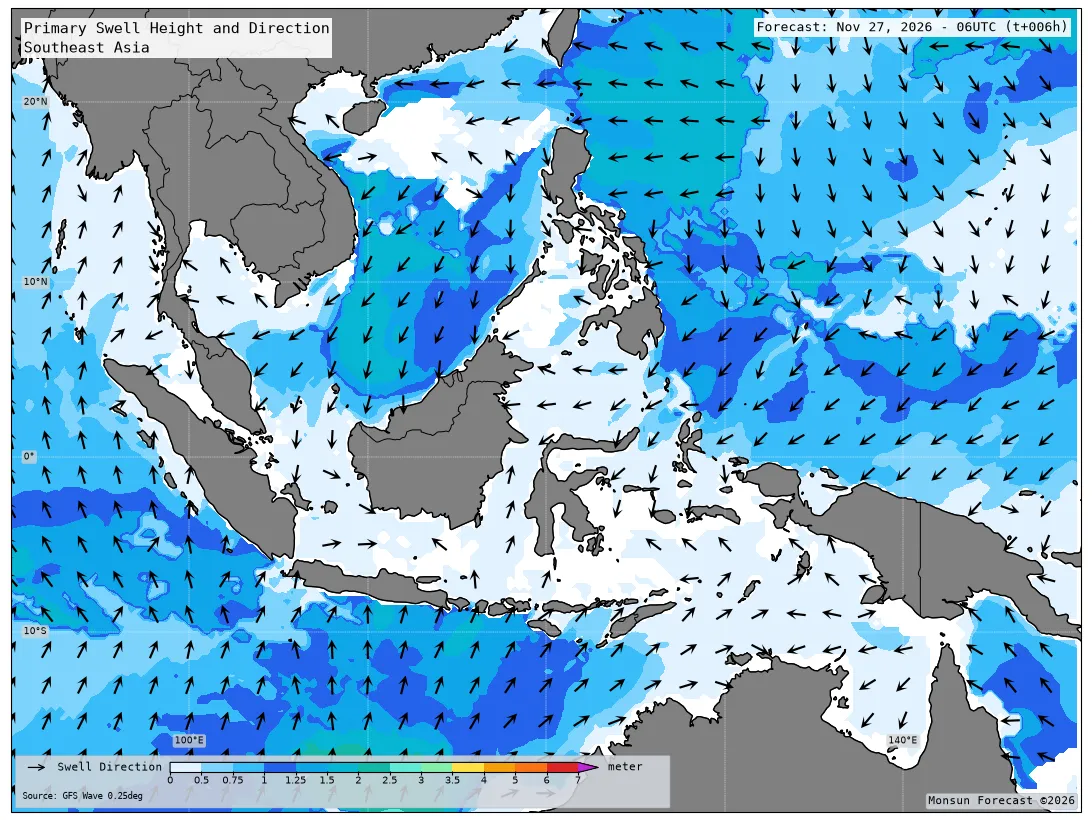 Primary Swell Height and Direction
Southeast Asia
Forecast: Nov 27, 2026 - 06UTC (t+006h)
20°N
10°N
0°
10°S
100°E
140°E
Swell Direction
meter
0 0.5 0.75 1 1.25 1.5 2 2.5 3 3.5 4 5 6 7
Source: GFS Wave 0.25deg
Monsun Forecast ©2026